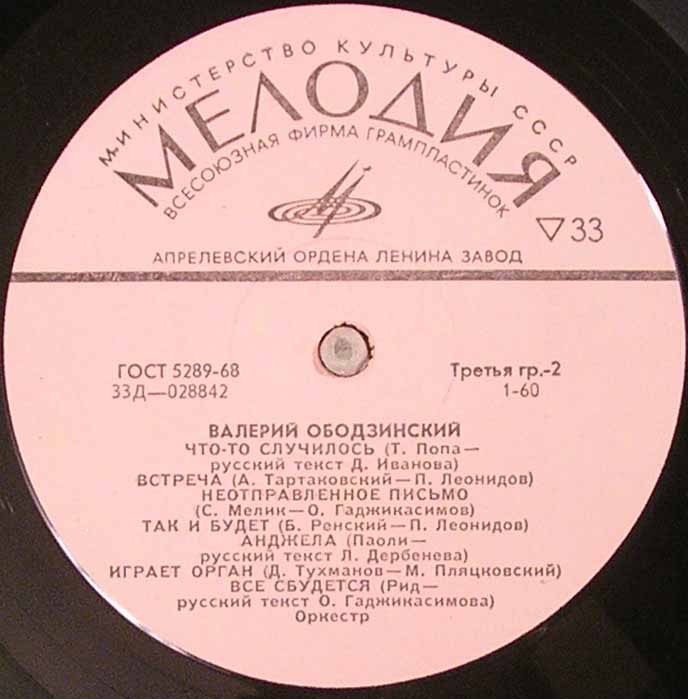 МИНИСТЕРСТВО КУЛЬТУРЫ СССР
МЕЛОДИЯ
ВСЕСОЮЗНАЯ ФИРМА ГРАМПЛАСТИНОК
▽33
АПРЕЛЕВСКИЙ ОРДЕНА ЛЕНИНА ЗАВОД
ГОСТ 5289-68
33Д—028842
Третья гр.-2
1-60
ВАЛЕРИЙ ОБОДЗИНСКИЙ
ЧТО-ТО СЛУЧИЛОСЬ (Т. Попа—
русский текст Д. Иванова)
ВСТРЕЧА (А. Тартаковский—П. Леонидов)
НЕОТПРАВЛЕННОЕ ПИСЬМО
(С. Мелик—О. Гаджикасимов)
ТАК И БУДЕТ (Б. Ренский—П. Леонидов)
АНДЖЕЛА (Паоли—
русский текст Л. Дербенева)
ИГРАЕТ ОРГАН (Д. Тухманов—М. Пляцковский)
ВСЕ СБУДЕТСЯ (Рид—
русский текст О. Гаджикасимова)
Оркестр